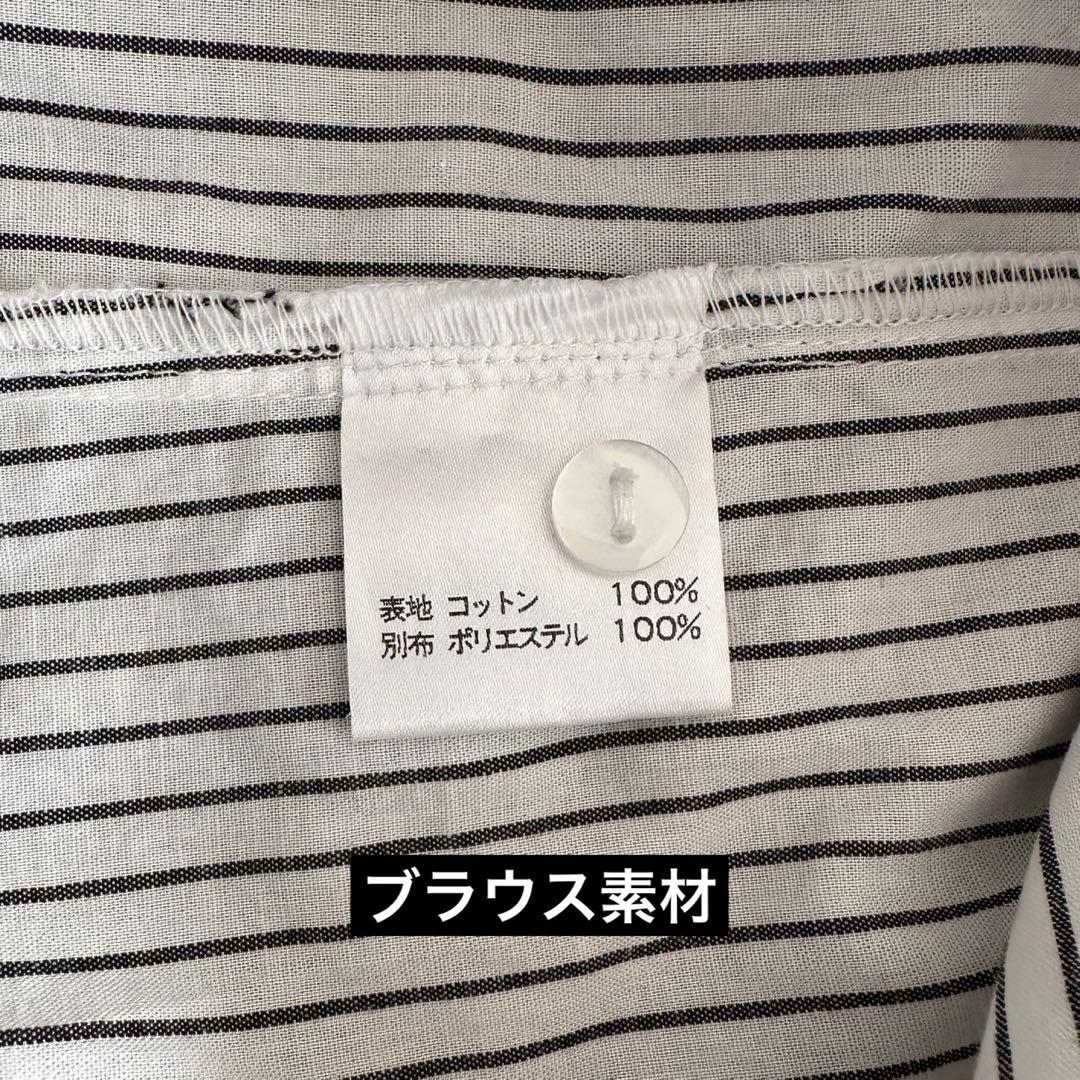 表地 コットン 100%
別布 ポリエステル 100%
ブラウス素材